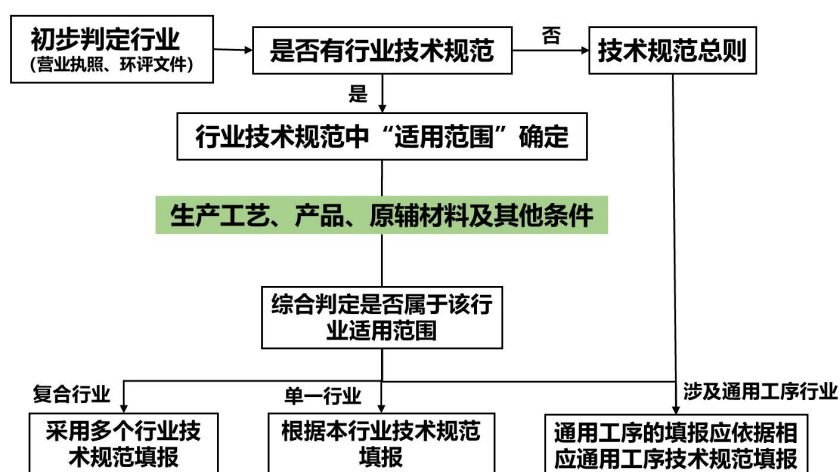 初步判定行业
（营业执照、环评文件）
是否有行业技术规范
否
技术规范总则
是
行业技术规范中“适用范围”确定
生产工艺、产品、原辅材料及其他条件
综合判定是否属于该行
业适用范围
复合行业
单一行业
涉及通用工序行业
采用多个行业技
术规范填报
根据本行业技术规范
填报
通用工序的填报应依据相
应通用工序技术规范填报